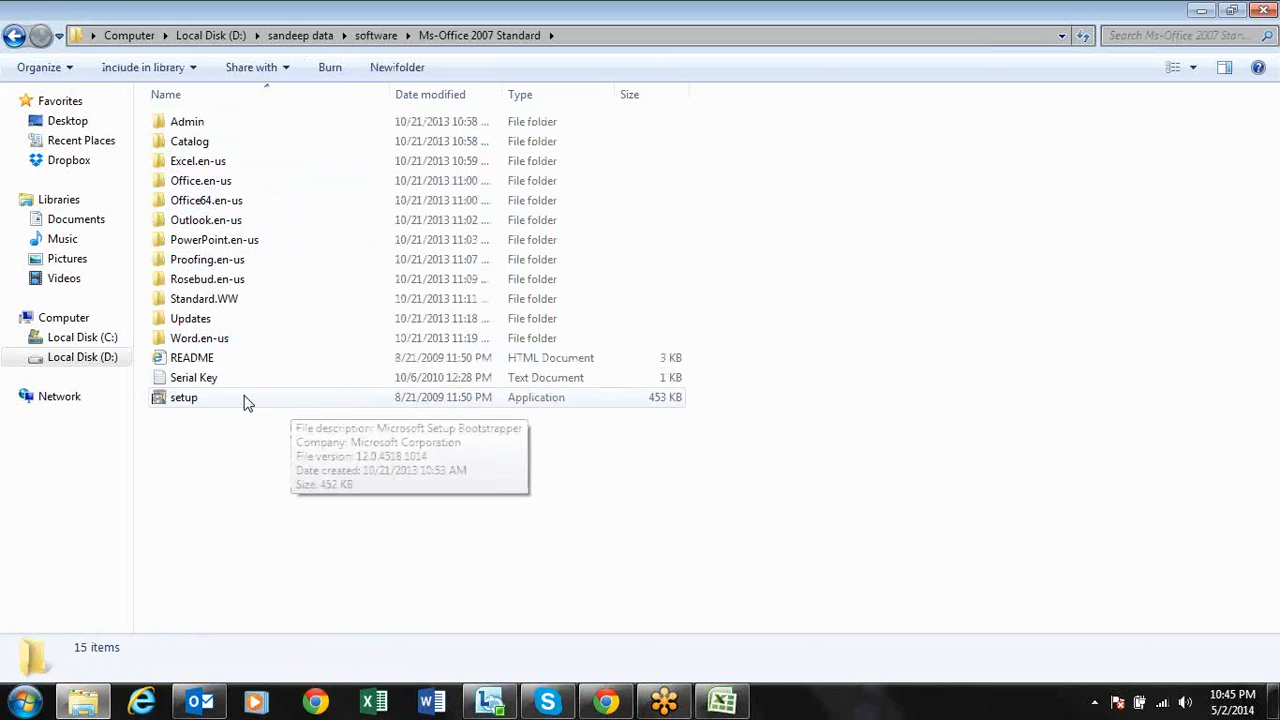 Computer Local Disk (D:) sandeep data software Ms-Office 2007 Standard
Search Ms-Office 2007 Stan...
Organize Include in library Share with Burn Newfolder
Name Date modified Type Size
Favorites
Desktop
Recent Places
Dropbox
Libraries
Documents
Music
Pictures
Videos
Computer
Local Disk (C:)
Local Disk (D:)
Network
Admin 10/21/2013 10:58 ... File folder
Catalog 10/21/2013 10:58 ... File folder
Excel.en-us 10/21/2013 10:59 ... File folder
Office.en-us 10/21/2013 11:00 ... File folder
Office64.en-us 10/21/2013 11:00 ... File folder
Outlook.en-us 10/21/2013 11:02 ... File folder
PowerPoint.en-us 10/21/2013 11:03 ... File folder
Proofing.en-us 10/21/2013 11:07 ... File folder
Rosebud.en-us 10/21/2013 11:09 ... File folder
Standard.WW 10/21/2013 11:11 ... File folder
Updates 10/21/2013 11:18 ... File folder
Word.en-us 10/21/2013 11:19 ... File folder
README 8/21/2009 11:50 PM HTML Document 3 KB
Serial Key 10/6/2010 12:28 PM Text Document 1 KB
setup 8/21/2009 11:50 PM Application 453 KB
File description: Microsoft Setup Bootstrapper
Company: Microsoft Corporation
File version: 12.0.4518.1014
Date created: 10/21/2013 10:53 AM
Size: 452 KB
15 items
10:45 PM
5/2/2014